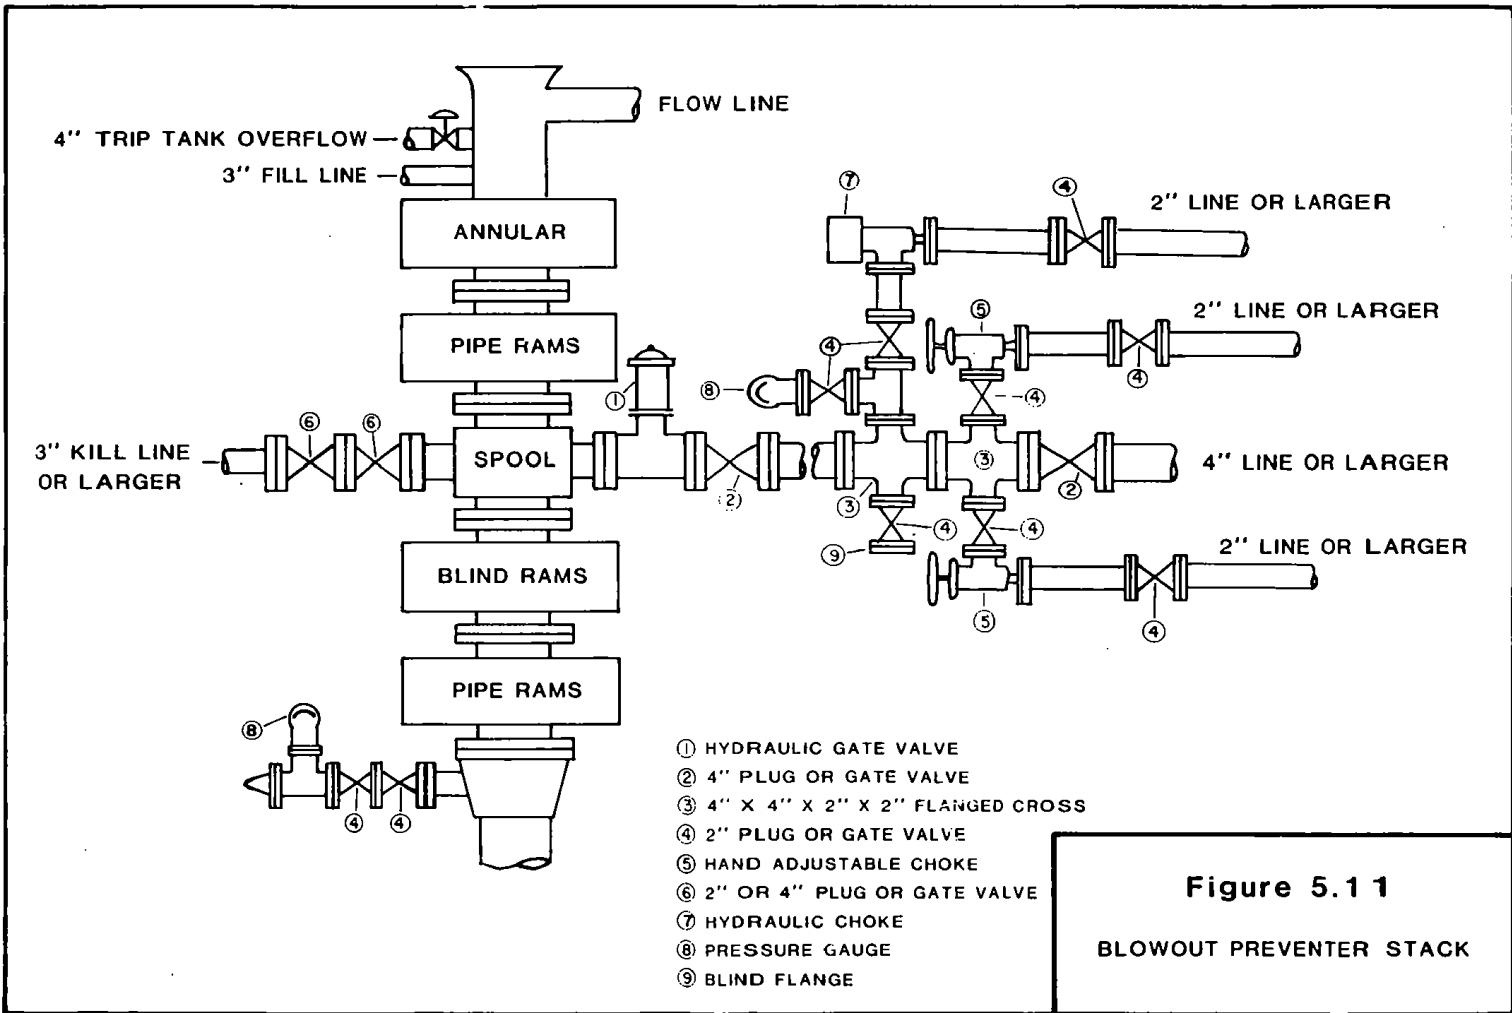 FLOW LINE
4" TRIP TANK OVERFLOW
3" FILL LINE
ANNULAR
PIPE RAMS
SPOOL
BLIND RAMS
PIPE RAMS
3" KILL LINE
OR LARGER
⑥
⑥
①
②
⑧
④
⑦
④
2" LINE OR LARGER
⑤
2" LINE OR LARGER
④
④
③
③
②
4" LINE OR LARGER
④
④
⑨
2" LINE OR LARGER
⑤
④
⑧
④
④
① HYDRAULIC GATE VALVE
② 4" PLUG OR GATE VALVE
③ 4" X 4" X 2" X 2" FLANGED CROSS
④ 2" PLUG OR GATE VALVE
⑤ HAND ADJUSTABLE CHOKE
⑥ 2" OR 4" PLUG OR GATE VALVE
⑦ HYDRAULIC CHOKE
⑧ PRESSURE GAUGE
⑨ BLIND FLANGE
Figure 5.11
BLOWOUT PREVENTER STACK